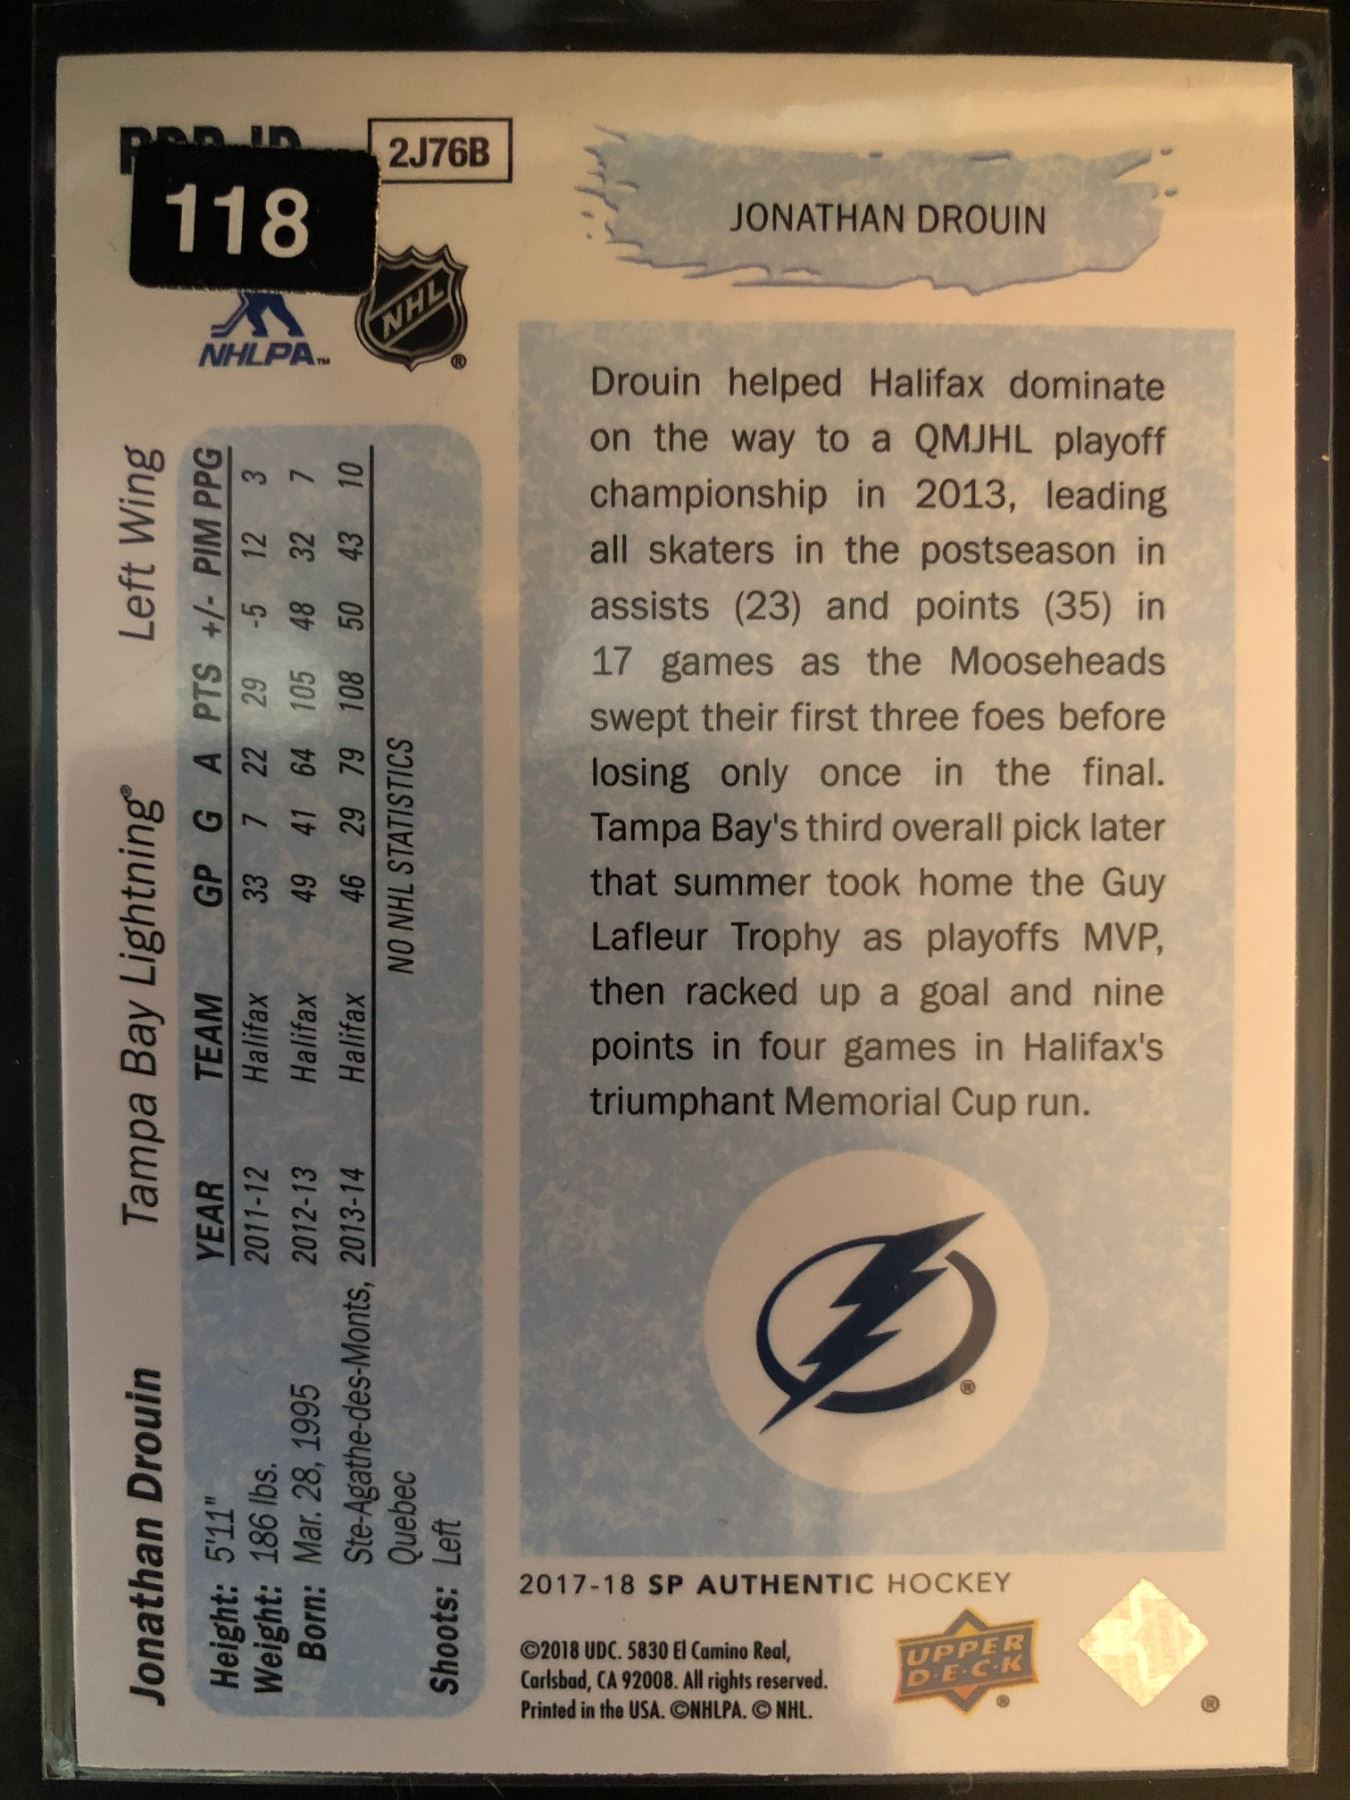 118
2J76B
NHLPA™
NHL
®
JONATHAN DROUIN
Drouin helped Halifax dominate
on the way to a QMJHL playoff
championship in 2013, leading
all skaters in the postseason in
assists (23) and points (35) in
17 games as the Mooseheads
swept their first three foes before
losing only once in the final.
Tampa Bay's third overall pick later
that summer took home the Guy
Lafleur Trophy as playoffs MVP,
then racked up a goal and nine
points in four games in Halifax's
triumphant Memorial Cup run.
®
2017-18 SP AUTHENTIC HOCKEY
©2018 UDC. 5830 El Camino Real,
Carlsbad, CA 92008. All rights reserved.
Printed in the USA. ©NHLPA. © NHL.
UPPER
D·E·C·K
®
®
Jonathan Drouin Tampa Bay Lightning® Left Wing
Height: 5'11"
Weight: 186 lbs.
Born: Mar. 28, 1995
Ste-Agathe-des-Monts,
Quebec
Shoots: Left
YEAR TEAM GP G A PTS +/- PIM PPG
2011-12 Halifax 33 7 22 29 -5 12 3
2012-13 Halifax 49 41 64 105 48 32 7
2013-14 Halifax 46 29 79 108 50 43 10
NO NHL STATISTICS